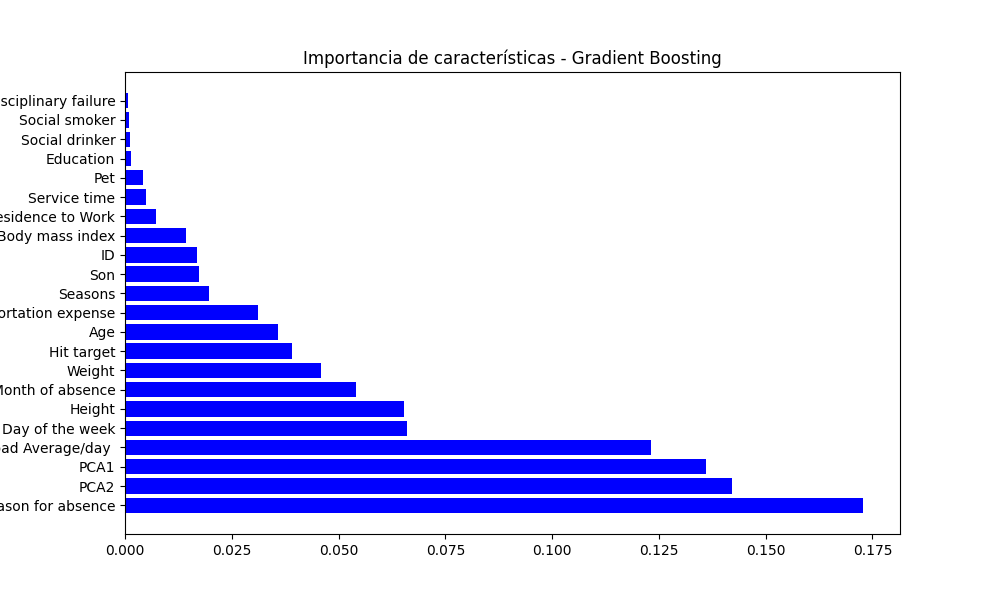 Importancia de características - Gradient Boosting
sciplinary failure
Social smoker
Social drinker
Education
Pet
Service time
esidence to Work
Body mass index
ID
Son
Seasons
ortation expense
Age
Hit target
Weight
Month of absence
Height
Day of the week
ad Average/day
PCA1
PCA2
ason for absence
0.000 0.025 0.050 0.075 0.100 0.125 0.150 0.175